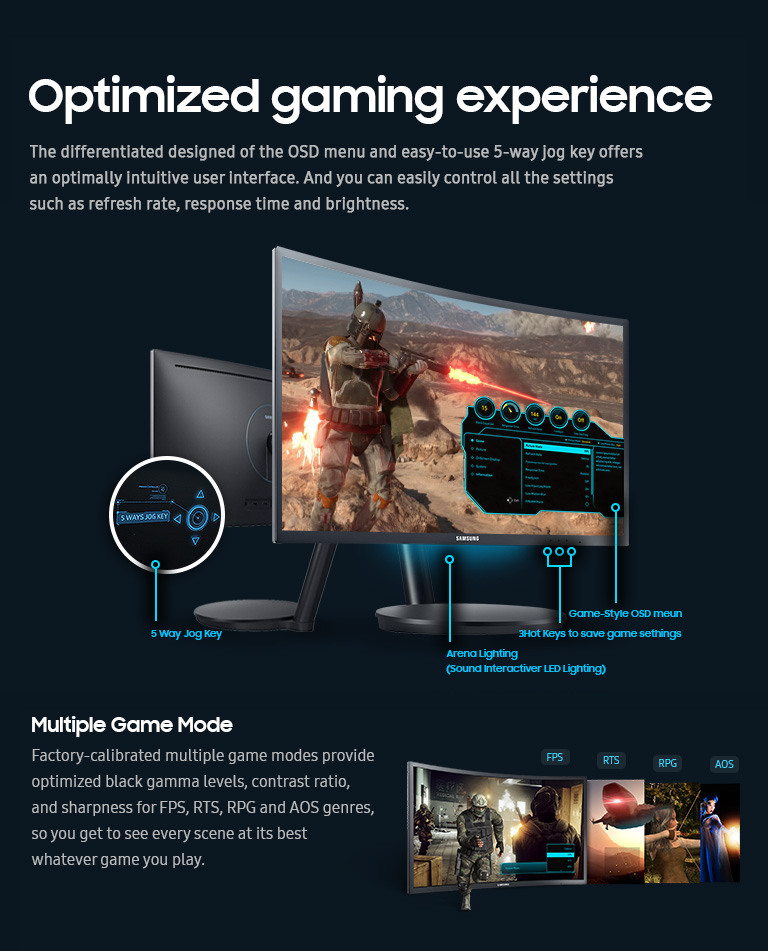 Optimized gaming experience
The differentiated designed of the OSD menu and easy-to-use 5-way jog key offers
an optimally intuitive user interface. And you can easily control all the settings
such as refresh rate, response time and brightness.
15
144
On
Off
5 WAYS JOG KEY
SAMSUNG
Game-Style OSD meun
5 Way Jog Key
3Hot Keys to save game sethings
Arena Lighting
(Sound Interactiver LED Lighting)
Multiple Game Mode
Factory-calibrated multiple game modes provide
optimized black gamma levels, contrast ratio,
and sharpness for FPS, RTS, RPG and AOS genres,
so you get to see every scene at its best
whatever game you play.
FPS
RTS
RPG
AOS
SAMSUNG